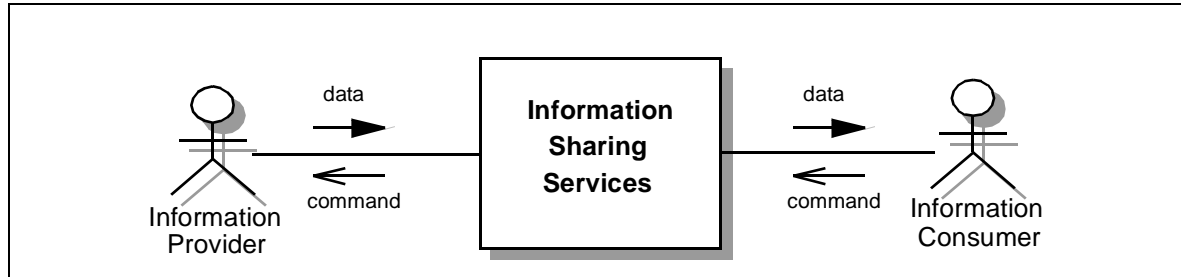 data
command
Information
Provider
Information
Sharing
Services
data
command
Information
Consumer